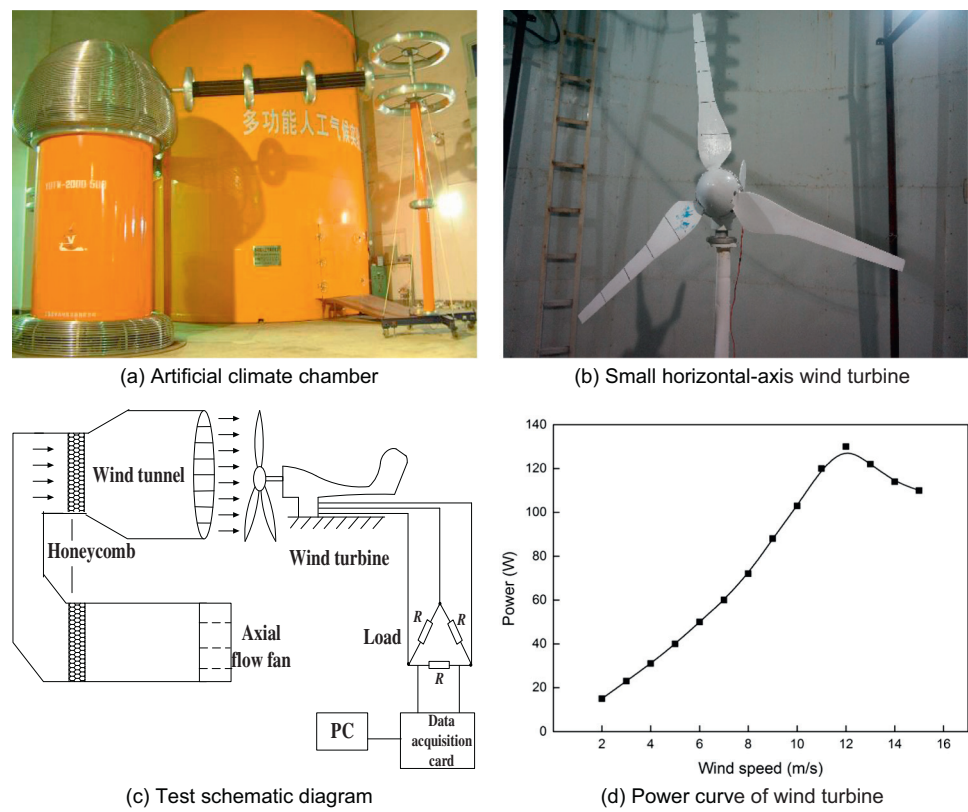 多功能人工气候实
(a) Artificial climate chamber
(b) Small horizontal-axis wind turbine
Wind tunnel
Honeycomb
Wind turbine
Axial
flow fan
Load
R
R
R
PC
Data
acquisition
card
(c) Test schematic diagram
140
120
100
80
60
40
20
0
Power (W)
2 4 6 8 10 12 14 16
Wind speed (m/s)
(d) Power curve of wind turbine